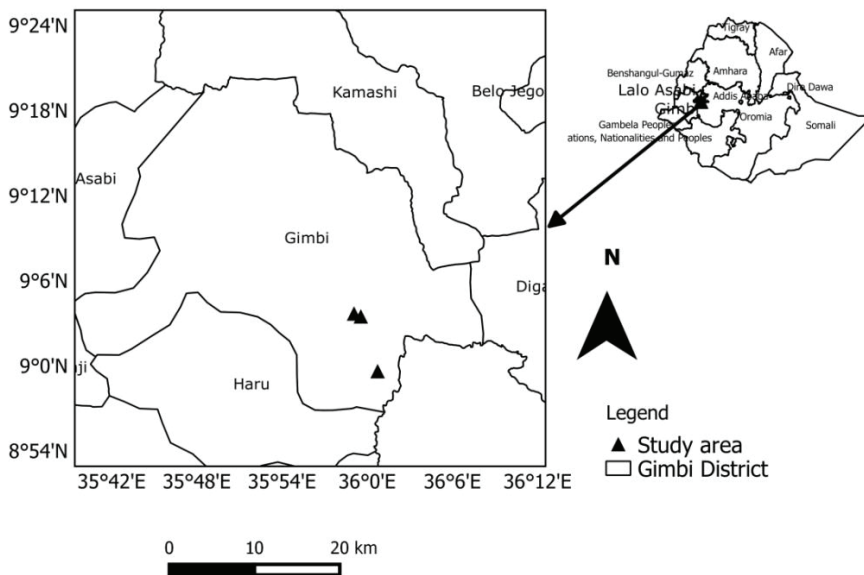 9°24'N
9°18'N
9°12'N
9°6'N
9°0'N
8°54'N
35°42'E 35°48'E 35°54'E 36°0'E 36°6'E 36°12'E
Kamashi
Belo Jego
Asabi
Gimbi
Diga
ji
Haru
Tigray
Afar
Amhara
Benshangul-Gumaz
Dire Dawa
Lalo Asabi
Addis Ababa
Gimbi
Oromia
Gambela Peoples
Somali
ations, Nationalities and Peoples
N
Legend
Study area
Gimbi District
0 10 20 km